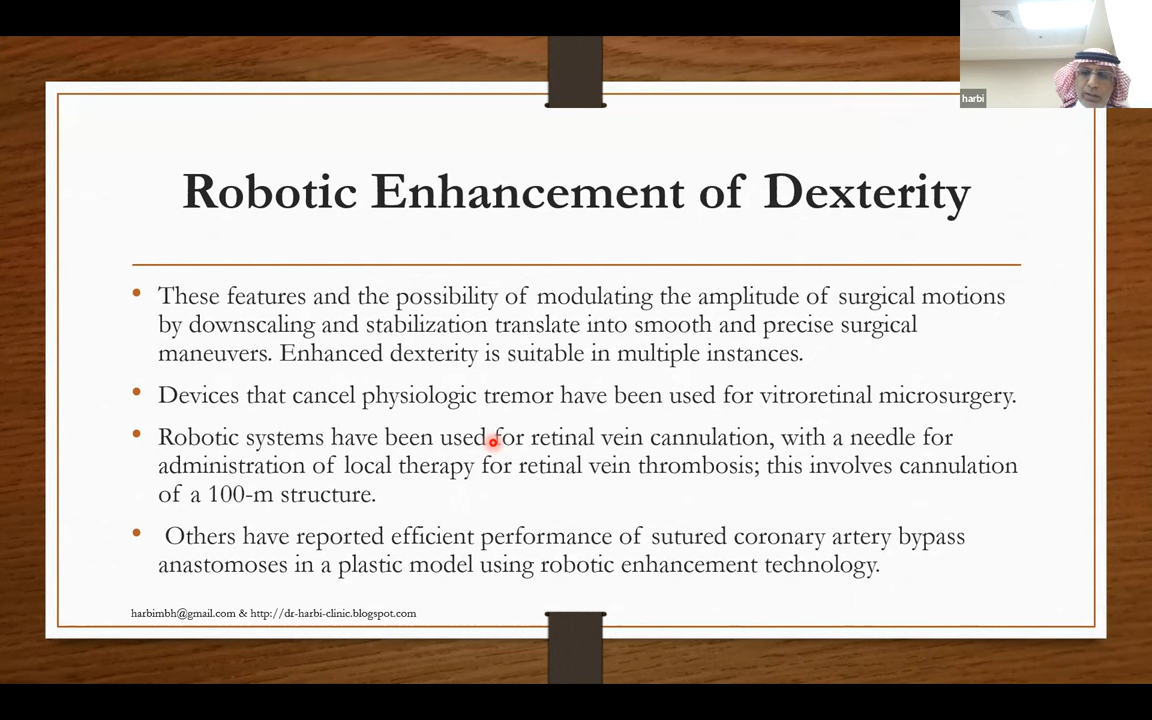 harbi
Robotic Enhancement of Dexterity
• These features and the possibility of modulating the amplitude of surgical motions
by downscaling and stabilization translate into smooth and precise surgical
maneuvers. Enhanced dexterity is suitable in multiple instances.
• Devices that cancel physiologic tremor have been used for vitroretinal microsurgery.
• Robotic systems have been used for retinal vein cannulation, with a needle for
administration of local therapy for retinal vein thrombosis; this involves cannulation
of a 100-m structure.
• Others have reported efficient performance of sutured coronary artery bypass
anastomoses in a plastic model using robotic enhancement technology.
harbimbh@gmail.com & http://dr-harbi-clinic.blogspot.com